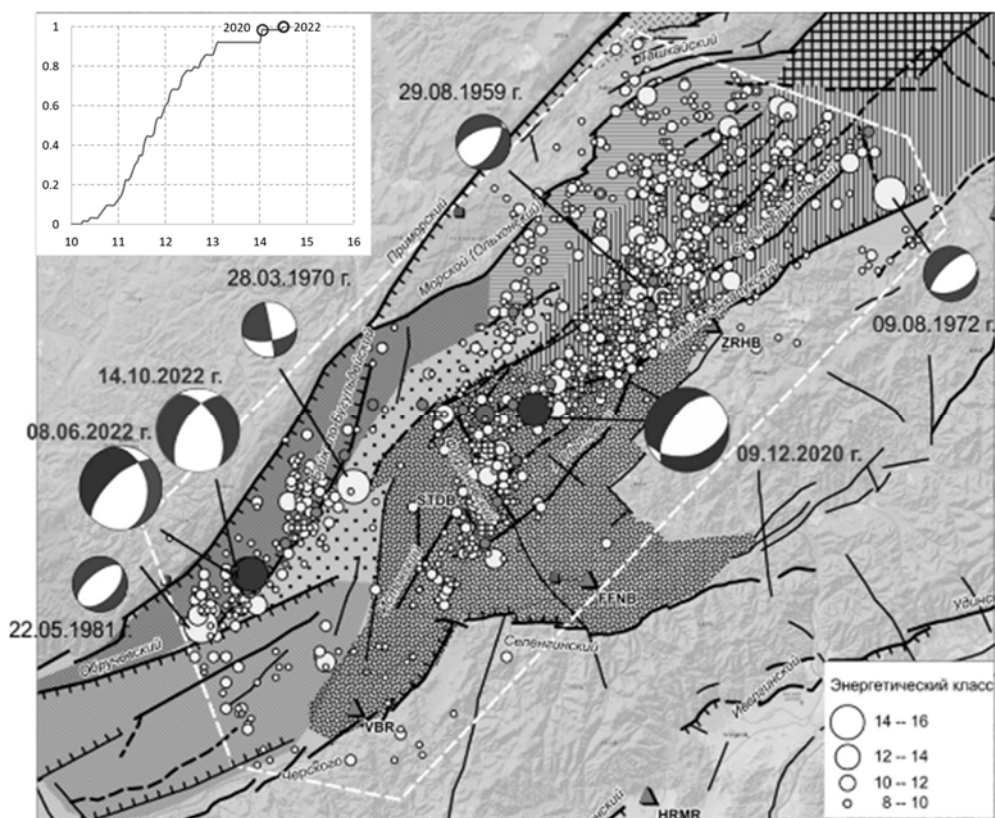 1
0.8
0.6
0.4
0.2
0
10 11 12 13 14 15 16
2020
2022
29.08.1959 г.
Приморский
Морской (Ольхонский
28.03.1970 г.
ZRHB
09.08.1972 г.
14.10.2022 г.
08.06.2022 г.
09.12.2020 г.
STDB
FFNB
22.05.1981 г.
Обручевский
Селенгинский
Удинс
Иволгинский
VBR
Черского
HRMR
Энергетический класс
14 -- 16
12 -- 14
10 -- 12
8 -- 10